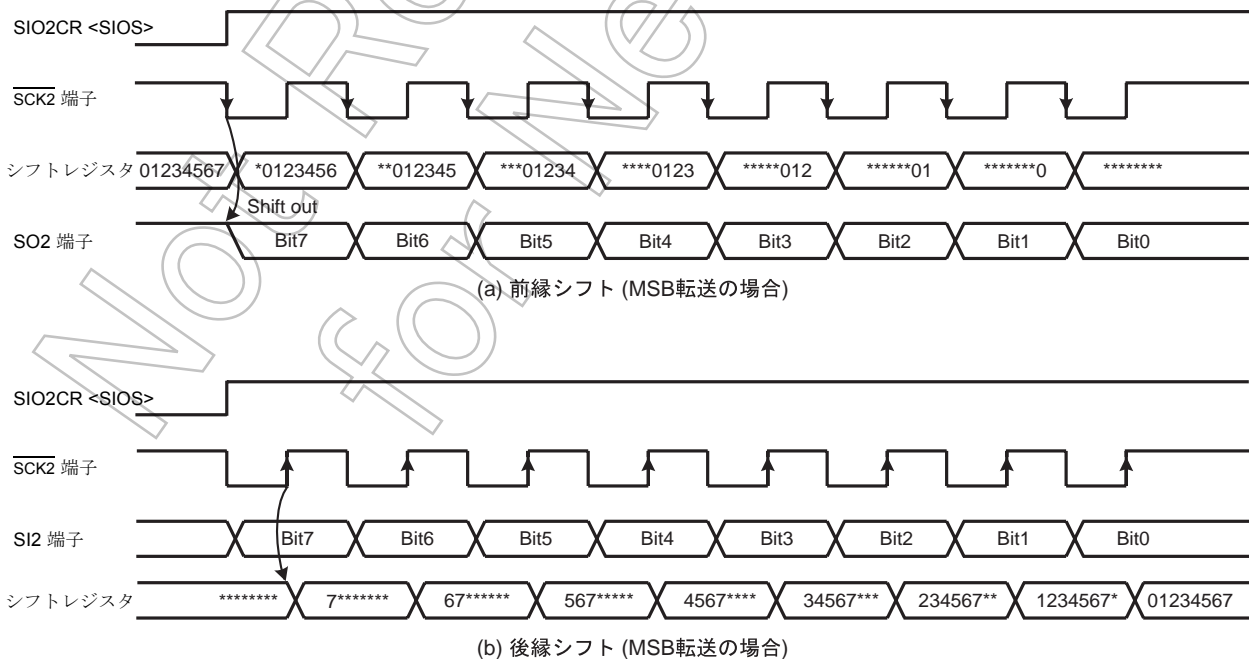 SIO2CR <SIOS>
SCK2 端子
シフトレジスタ 01234567 *0123456 **012345 ***01234 ****0123 *****012 ******01 *******0 ********
Shift out
SO2 端子 Bit7 Bit6 Bit5 Bit4 Bit3 Bit2 Bit1 Bit0
(a) 前縁シフト (MSB転送の場合)
SIO2CR <SIOS>
SCK2 端子
SI2 端子 Bit7 Bit6 Bit5 Bit4 Bit3 Bit2 Bit1 Bit0
シフトレジスタ ******** 7******* 67****** 567***** 4567**** 34567*** 234567** 1234567* 01234567
(b) 後縁シフト (MSB転送の場合)